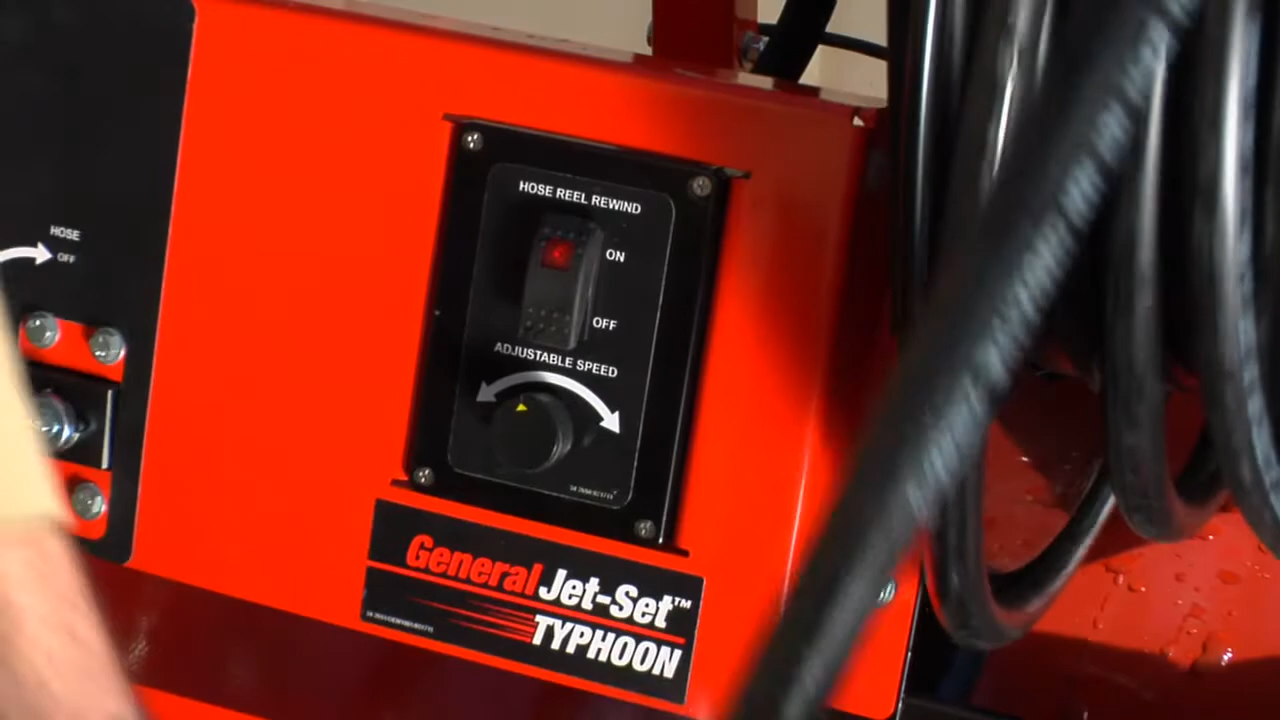 HOSE
OFF
HOSE REEL REWIND
ON
OFF
ADJUSTABLE SPEED
General Jet-Set™
TYPHOON